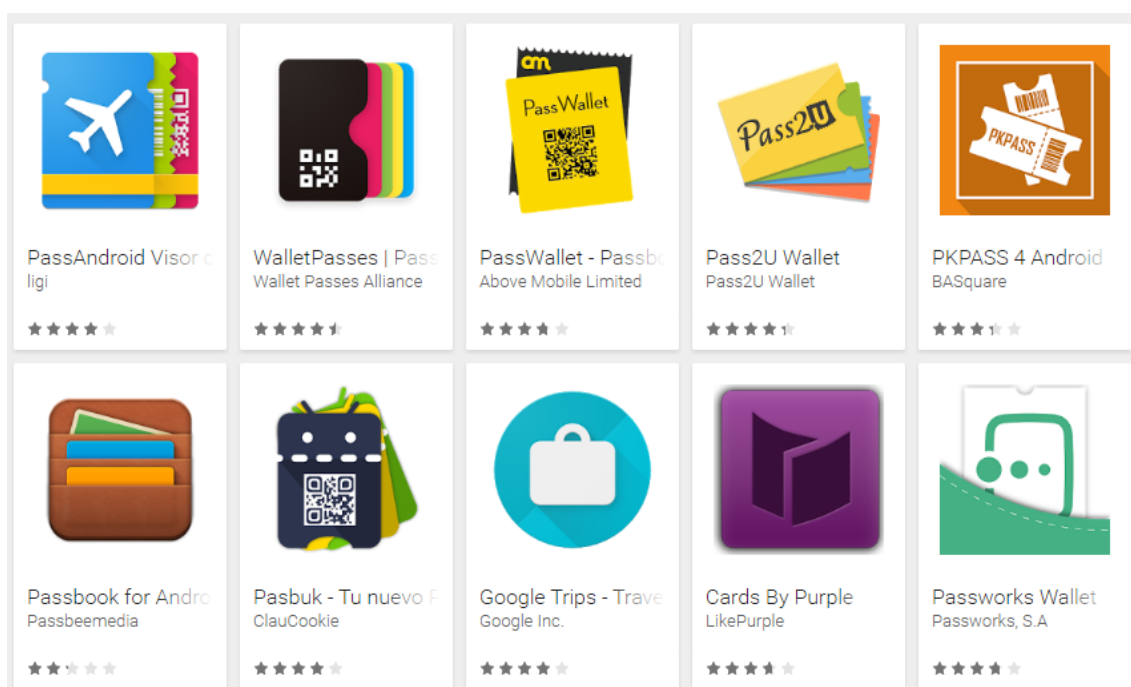 am
PassWallet
Pass2U
PKPASS
PassAndroid Visor
ligi
WalletPasses | Pass
Wallet Passes Alliance
PassWallet - Passbo
Above Mobile Limited
Pass2U Wallet
Pass2U Wallet
PKPASS 4 Android
BASquare
Passbook for Andro
Passbeemedia
Pasbuk - Tu nuevo P
ClauCookie
Google Trips - Trave
Google Inc.
Cards By Purple
LikePurple
Passworks Wallet
Passworks, S.A